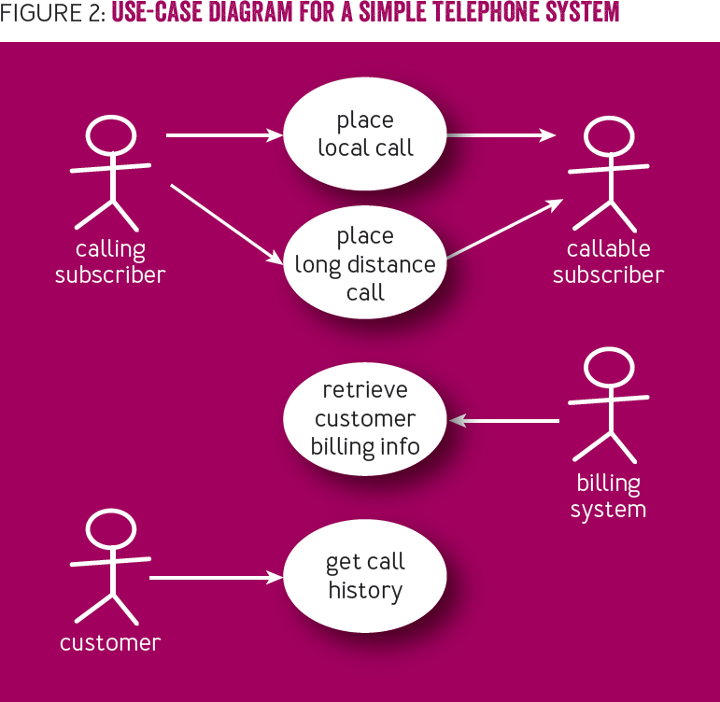 FIGURE 2: USE-CASE DIAGRAM FOR A SIMPLE TELEPHONE SYSTEM
place
local call
calling
subscriber
place
long distance
call
callable
subscriber
retrieve
customer
billing info
billing
system
get call
history
customer